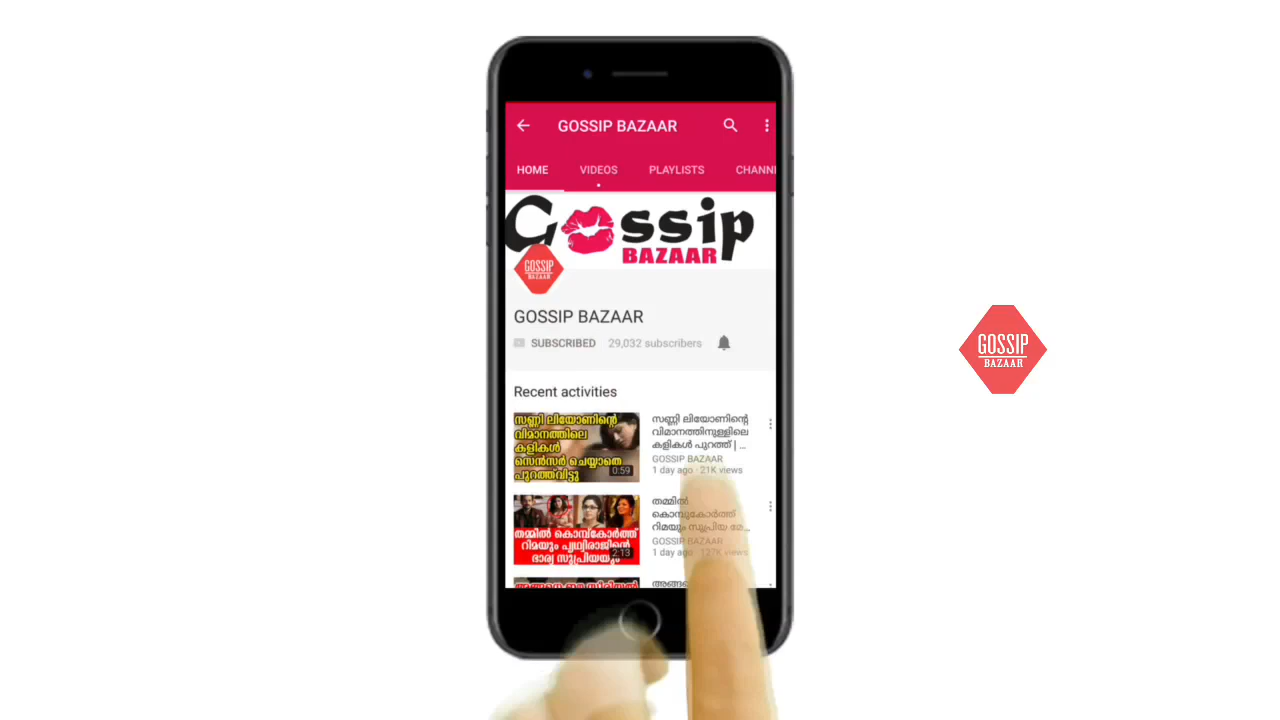 GOSSIP BAZAAR
HOME VIDEOS PLAYLISTS CHANN
Gossip
BAZAAR
GOSSIP
BAZAAR
GOSSIP BAZAAR
SUBSCRIBED 29,032 subscribers
Recent activities
സണ്ണി ലിയോണിന്റെ
വിമാനത്തിലെ
കളികൾ
സെൻസർ ചെയ്യാതെ
പുറത്ത്‌വിട്ടു
0:59
സണ്ണി ലിയോണിന്റെ
വിമാനത്തിനുള്ളിലെ
കളികൾ പുറത്ത് | ...
GOSSIP BAZAAR
1 day ago · 21K views
തമ്മിൽ കൊമ്പ്കോർത്ത്
റിമയും പൃഥ്വിരാജിന്റെ
ഭാര്യ സുപ്രിയയും
2:13
തമ്മിൽ
കൊമ്പുകോർത്ത്
റിമയും സുപ്രിയ മേ...
GOSSIP BAZAAR
1 day ago · 127K views
GOSSIP
BAZAAR